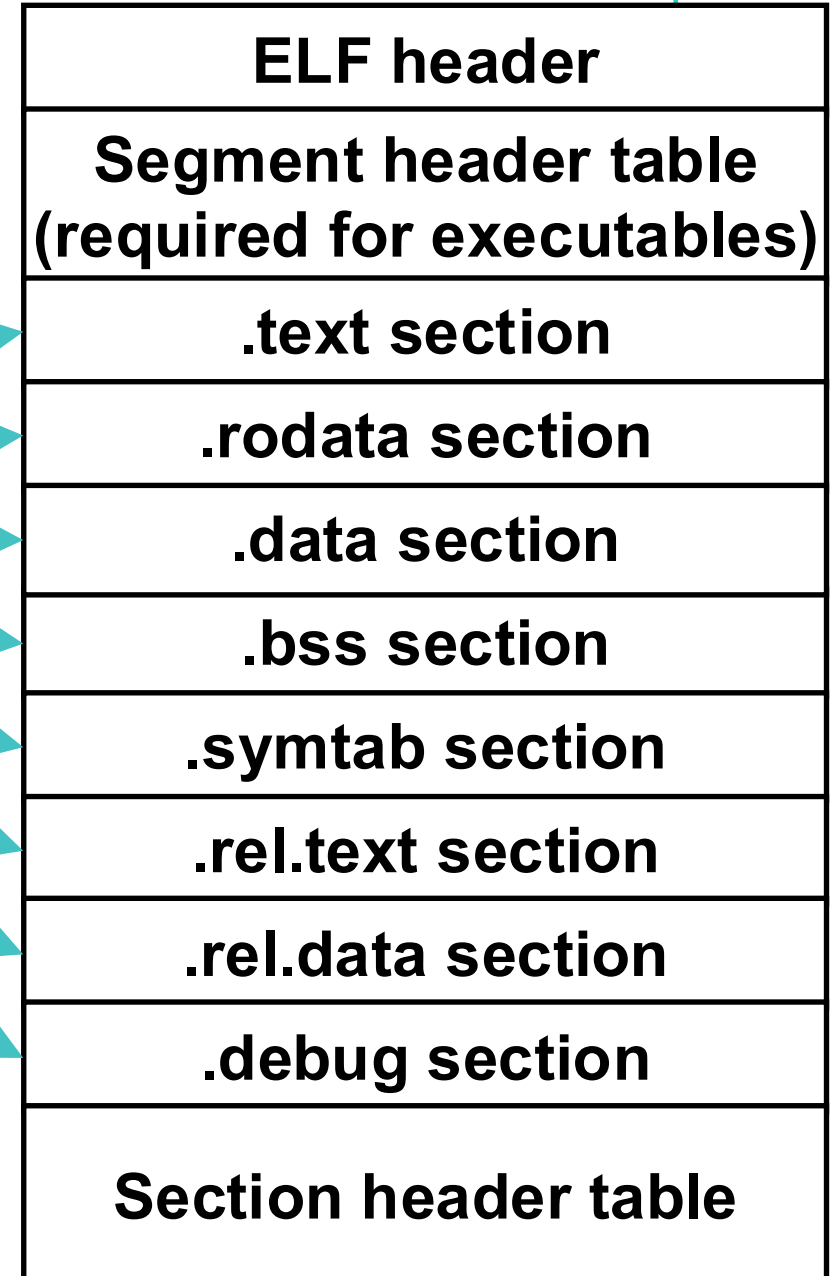 ELF header
Segment header table
(required for executables)
.text section
.rodata section
.data section
.bss section
.symtab section
.rel.text section
.rel.data section
.debug section
Section header table